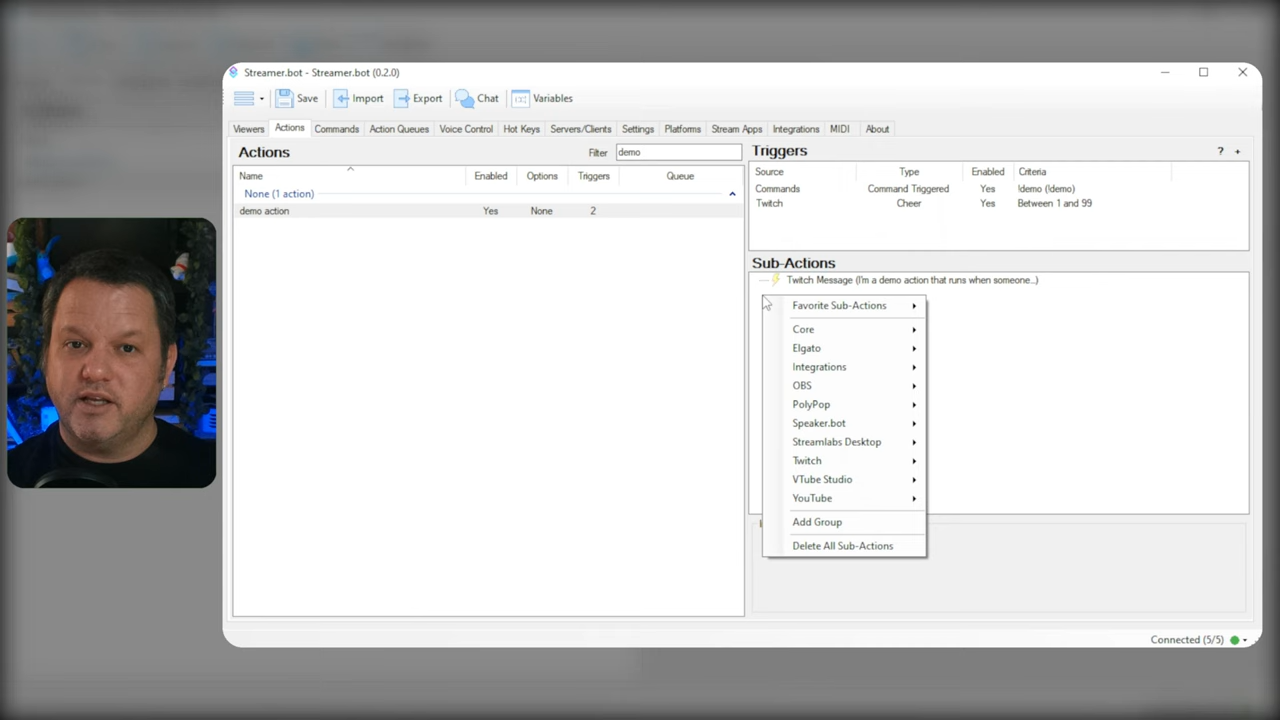 Streamer.bot - Streamer.bot (0.2.0)
Save Import Export Chat Variables
Viewers Actions Commands Action Queues Voice Control Hot Keys Servers/Clients Settings Platforms Stream Apps Integrations MIDI About
Actions
Filter demo
Name Enabled Options Triggers Queue
None (1 action)
demo action Yes None 2
Triggers
? +
Source Type Enabled Criteria
Commands Command Triggered Yes !demo (!demo)
Twitch Cheer Yes Between 1 and 99
Sub-Actions
Twitch Message (I'm a demo action that runs when someone...)
Favorite Sub-Actions
Core
Elgato
Integrations
OBS
PolyPop
Speaker.bot
Streamlabs Desktop
Twitch
VTube Studio
YouTube
Add Group
Delete All Sub-Actions
Connected (5/5)